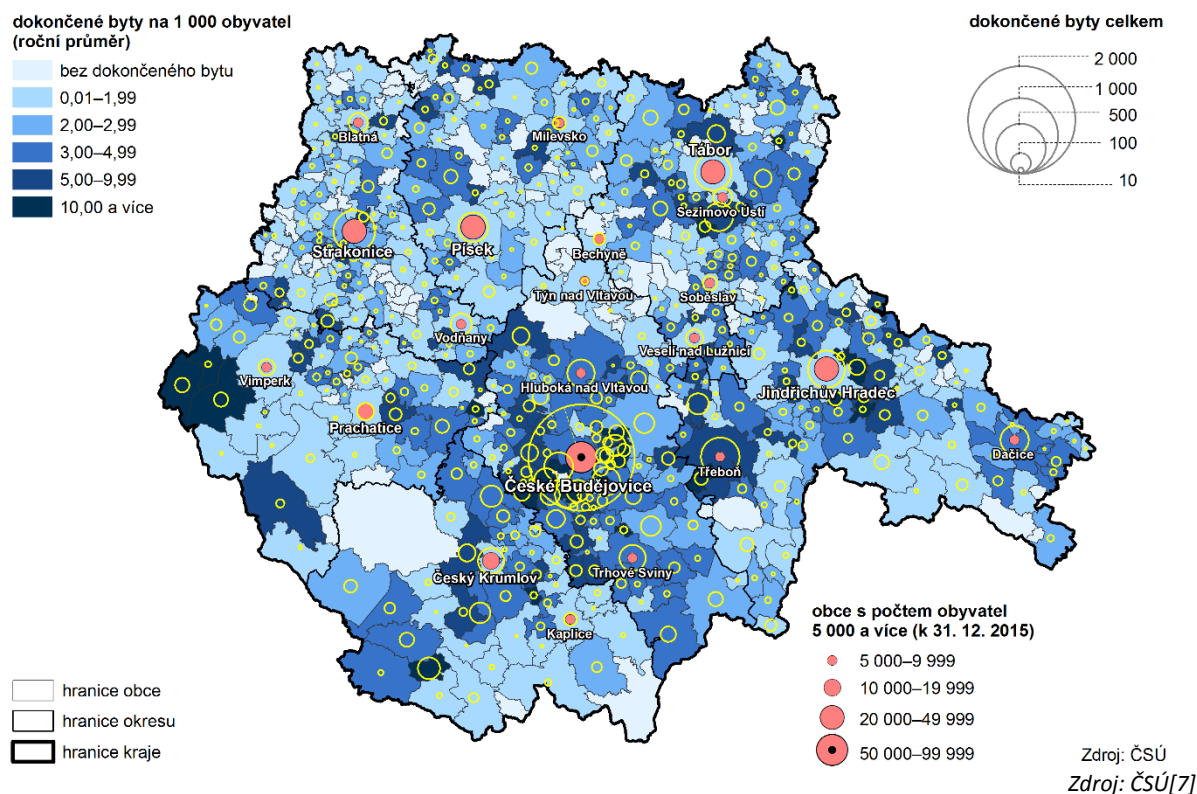 dokončené byty na 1 000 obyvatel
(roční průměr)
bez dokončeného bytu
0,01–1,99
2,00–2,99
3,00–4,99
5,00–9,99
10,00 a více
dokončené byty celkem
2 000
1 000
500
100
10
Blatná
Milevsko
Tábor
Sezimovo Ústí
Strakonice
Písek
Bechyně
Týn nad Vltavou
Soběslav
Vodňany
Veselí nad Lužnicí
Vimperk
Hluboká nad Vltavou
Jindřichův Hradec
Prachatice
Dačice
Třeboň
České Budějovice
Český Krumlov
Trhové Sviny
Kaplice
obce s počtem obyvatel
5 000 a více (k 31. 12. 2015)
5 000–9 999
10 000–19 999
20 000–49 999
50 000–99 999
hranice obce
hranice okresu
hranice kraje
Zdroj: ČSÚ
Zdroj: ČSÚ[7]